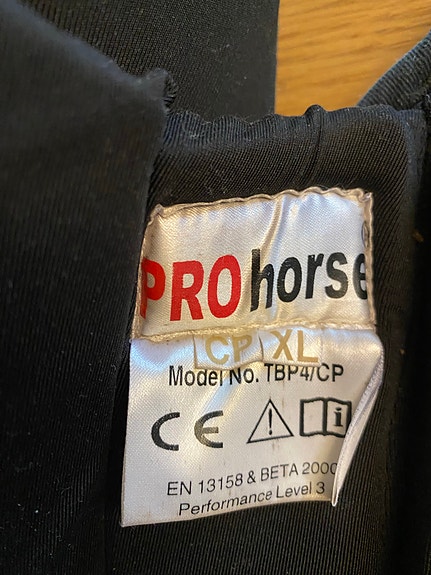 PROhorse
CP XL
Model No. TBP4/CP
CE
EN 13158 & BETA 2000
Performance Level 3